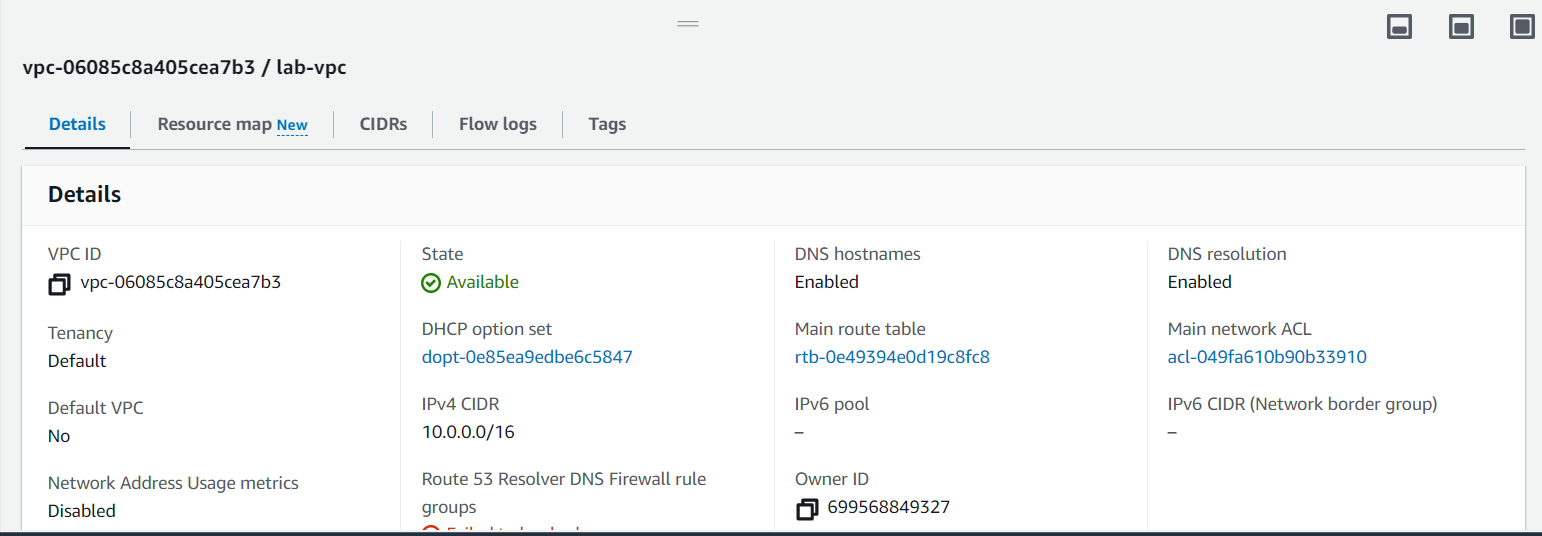 vpc-06085c8a405cea7b3 / lab-vpc
Details
Resource map New
CIDRs
Flow logs
Tags
Details
VPC ID
vpc-06085c8a405cea7b3
State
Available
DNS hostnames
Enabled
DNS resolution
Enabled
Tenancy
Default
DHCP option set
dopt-0e85ea9edbe6c5847
Main route table
rtb-0e49394e0d19c8fc8
Main network ACL
acl-049fa610b90b33910
Default VPC
No
IPv4 CIDR
10.0.0.0/16
IPv6 pool
–
IPv6 CIDR (Network border group)
–
Network Address Usage metrics
Disabled
Route 53 Resolver DNS Firewall rule
groups
Owner ID
699568849327